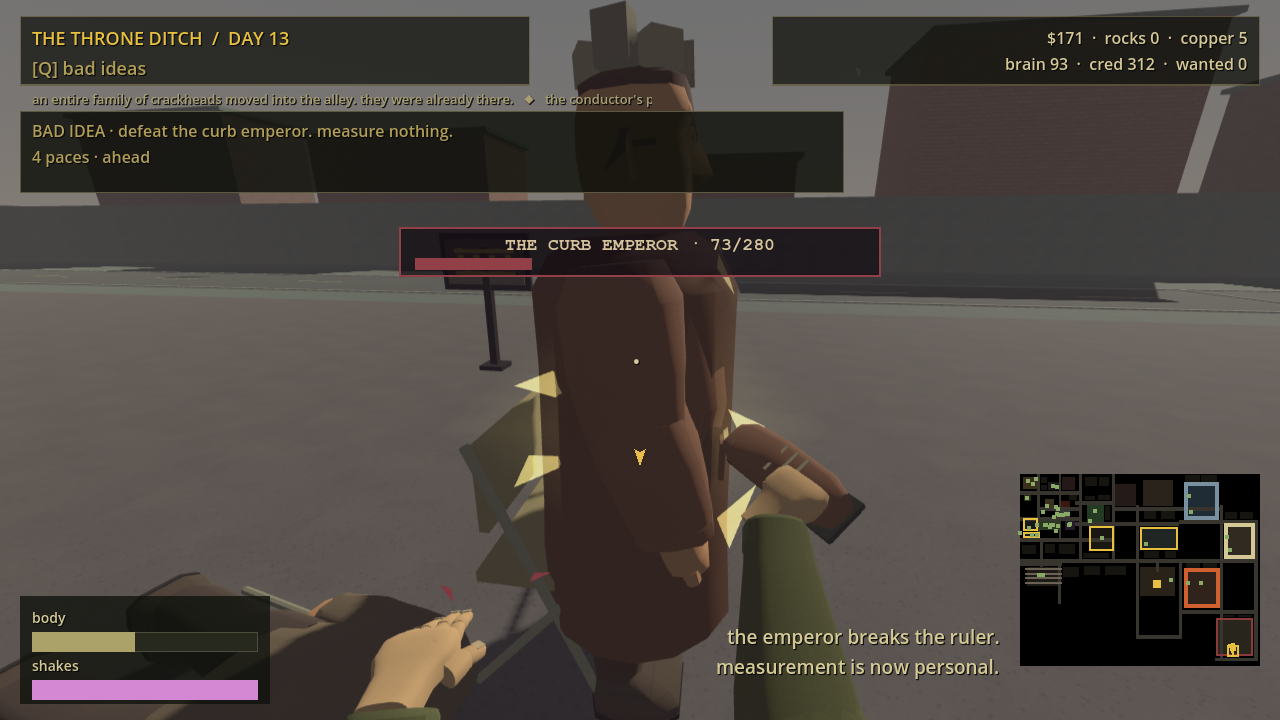 THE THRONE DITCH / DAY 13
[Q] bad ideas
$171 · rocks 0 · copper 5
brain 93 · cred 312 · wanted 0
an entire family of crackheads moved into the alley. they were already there. ◆ the conductor's p
BAD IDEA · defeat the curb emperor. measure nothing.
4 paces · ahead
THE CURB EMPEROR · 73/280
body
shakes
the emperor breaks the ruler.
measurement is now personal.